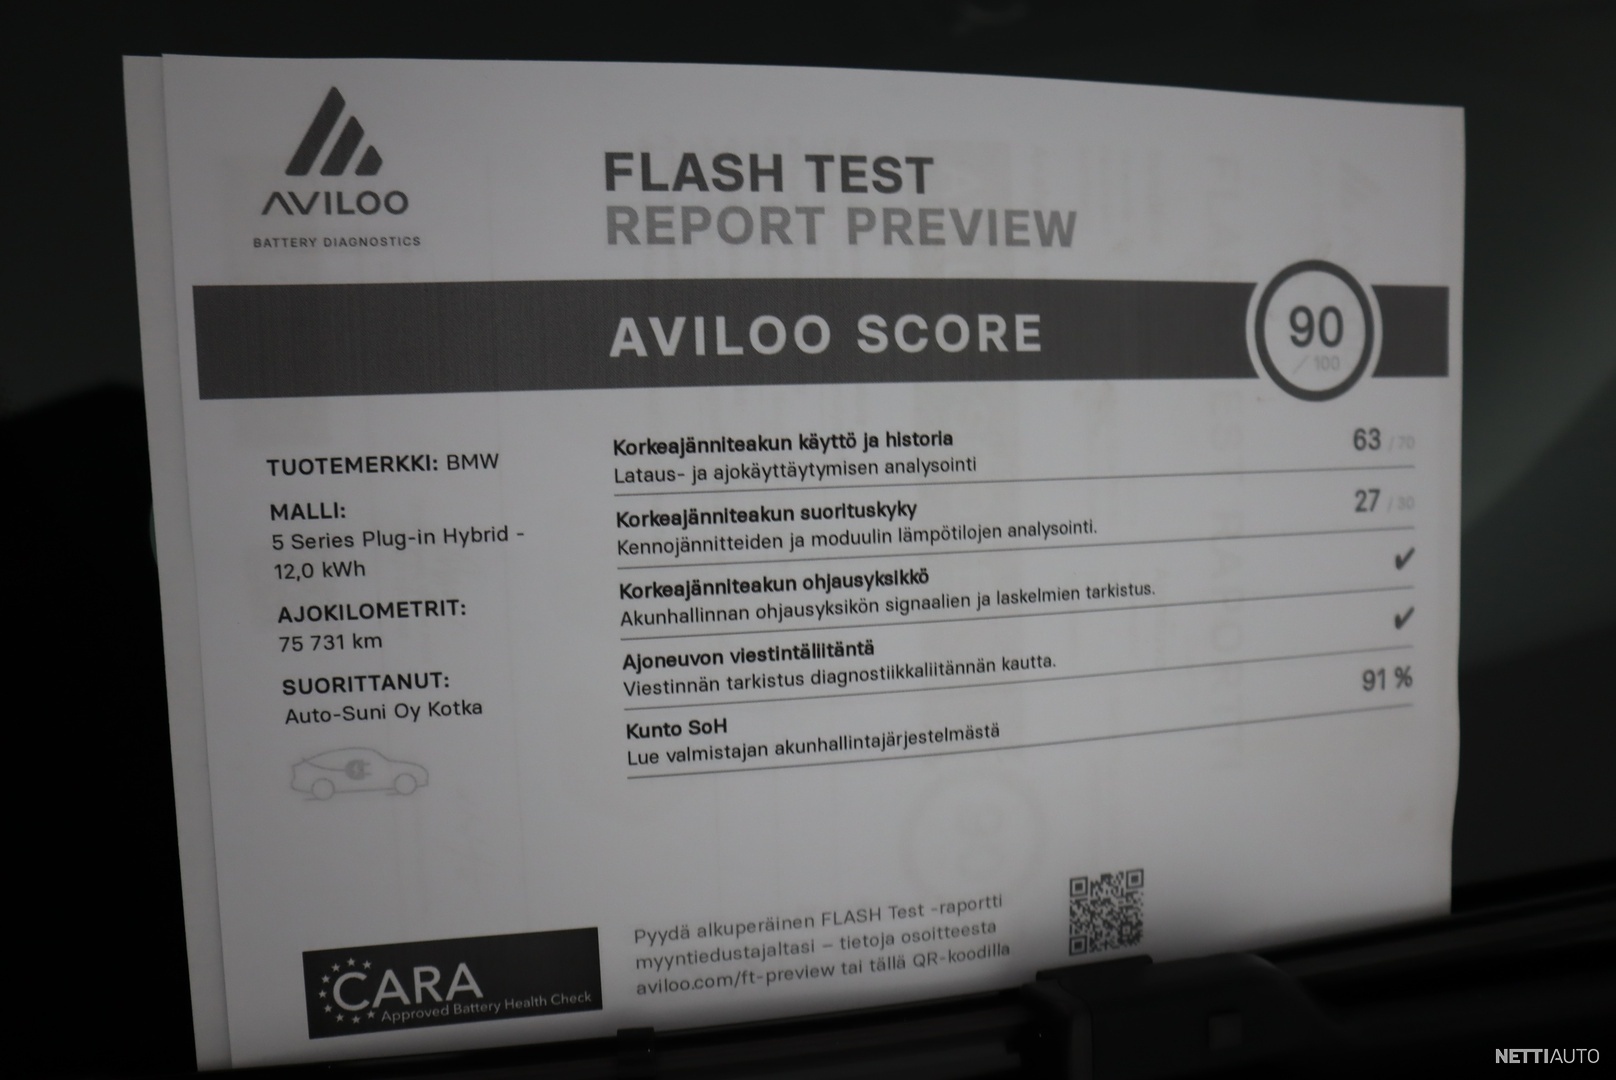 AVILOO
BATTERY DIAGNOSTICS
FLASH TEST
REPORT PREVIEW
AVILOO SCORE
90
/ 100
TUOTEMERKKI: BMW
MALLI:
5 Series Plug-in Hybrid -
12,0 kWh
AJOKILOMETRIT:
75 731 km
SUORITTANUT:
Auto-Suni Oy Kotka
Korkeajänniteakun käyttö ja historia
63 / 70
Lataus- ja ajokäyttäytymisen analysointi
Korkeajänniteakun suorituskyky
27 / 30
Kennojännitteiden ja moduulin lämpötilojen analysointi.
Korkeajänniteakun ohjausyksikkö
✔
Akunhallinnan ohjausyksikön signaalien ja laskelmien tarkistus.
Ajoneuvon viestintäliitäntä
✔
Viestinnän tarkistus diagnostiikkaliitännän kautta.
Kunto SoH
91 %
Lue valmistajan akunhallintajärjestelmästä
CARA
Approved Battery Health Check
Pyydä alkuperäinen FLASH Test -raportti
myyntiedustajaltasi – tietoja osoitteesta
aviloo.com/ft-preview tai tällä QR-koodilla
NETTIAUTO